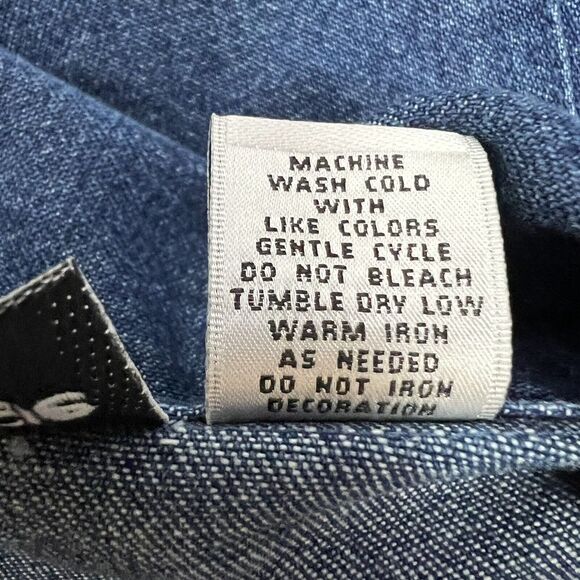 MACHINE
WASH COLD
WITH
LIKE COLORS
GENTLE CYCLE
DO NOT BLEACH
TUMBLE DRY LOW
WARM IRON
AS NEEDED
DO NOT IRON
DECORATION